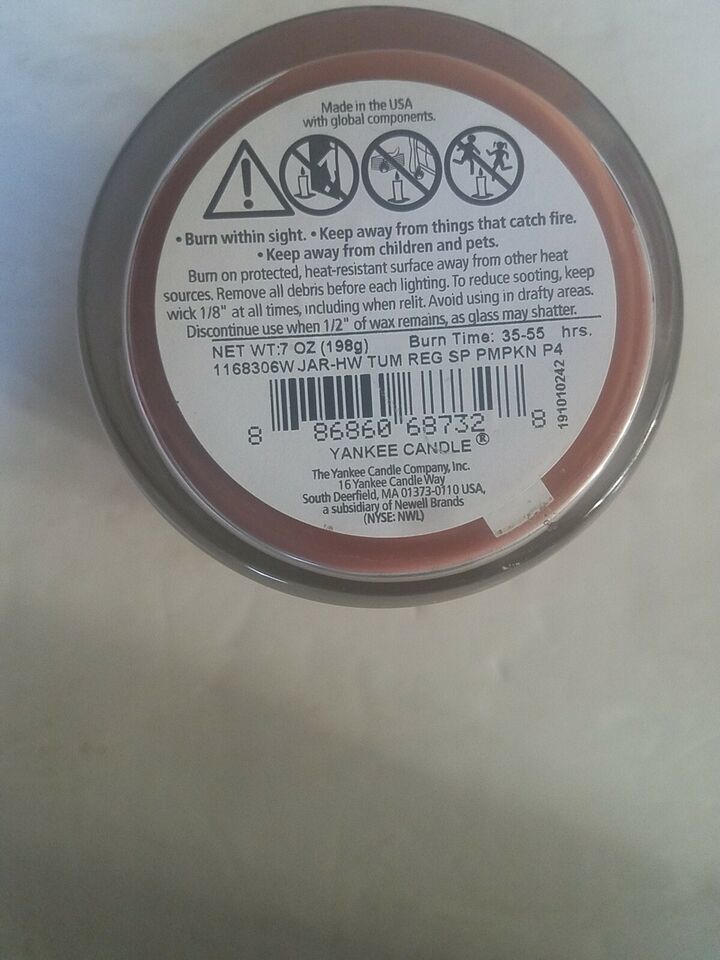 Made in the USA
with global components.
• Burn within sight. • Keep away from things that catch fire.
• Keep away from children and pets.
Burn on protected, heat-resistant surface away from other heat
sources. Remove all debris before each lighting. To reduce sooting, keep
wick 1/8" at all times, including when relit. Avoid using in drafty areas.
Discontinue use when 1/2" of wax remains, as glass may shatter.
NET WT:7 OZ (198g) Burn Time: 35-55 hrs.
1168306W JAR-HW TUM REG SP PMPKN P4
191010242
8 86860 68732 8
YANKEE CANDLE®
The Yankee Candle Company, Inc.
16 Yankee Candle Way
South Deerfield, MA 01373-0110 USA,
a subsidiary of Newell Brands
(NYSE: NWL)